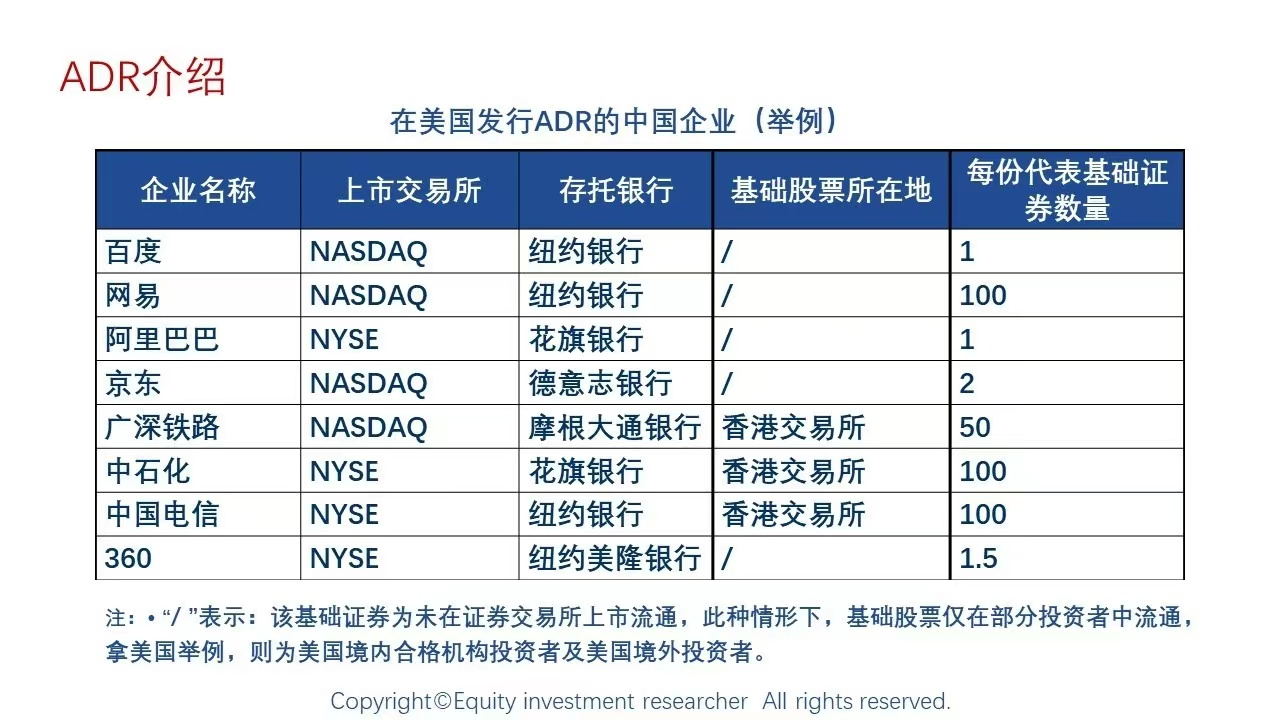 ADR介绍
在美国发行ADR的中国企业（举例）
企业名称 上市交易所 存托银行 基础股票所在地 每份代表基础证券数量
百度 NASDAQ 纽约银行 / 1
网易 NASDAQ 纽约银行 / 100
阿里巴巴 NYSE 花旗银行 / 1
京东 NASDAQ 德意志银行 / 2
广深铁路 NASDAQ 摩根大通银行 香港交易所 50
中石化 NYSE 花旗银行 香港交易所 100
中国电信 NYSE 纽约银行 香港交易所 100
360 NYSE 纽约美隆银行 / 1.5
注：• “/ ”表示：该基础证券为未在证券交易所上市流通，此种情形下，基础股票仅在部分投资者中流通，
拿美国举例，则为美国境内合格机构投资者及美国境外投资者。
Copyright©Equity investment researcher All rights reserved.